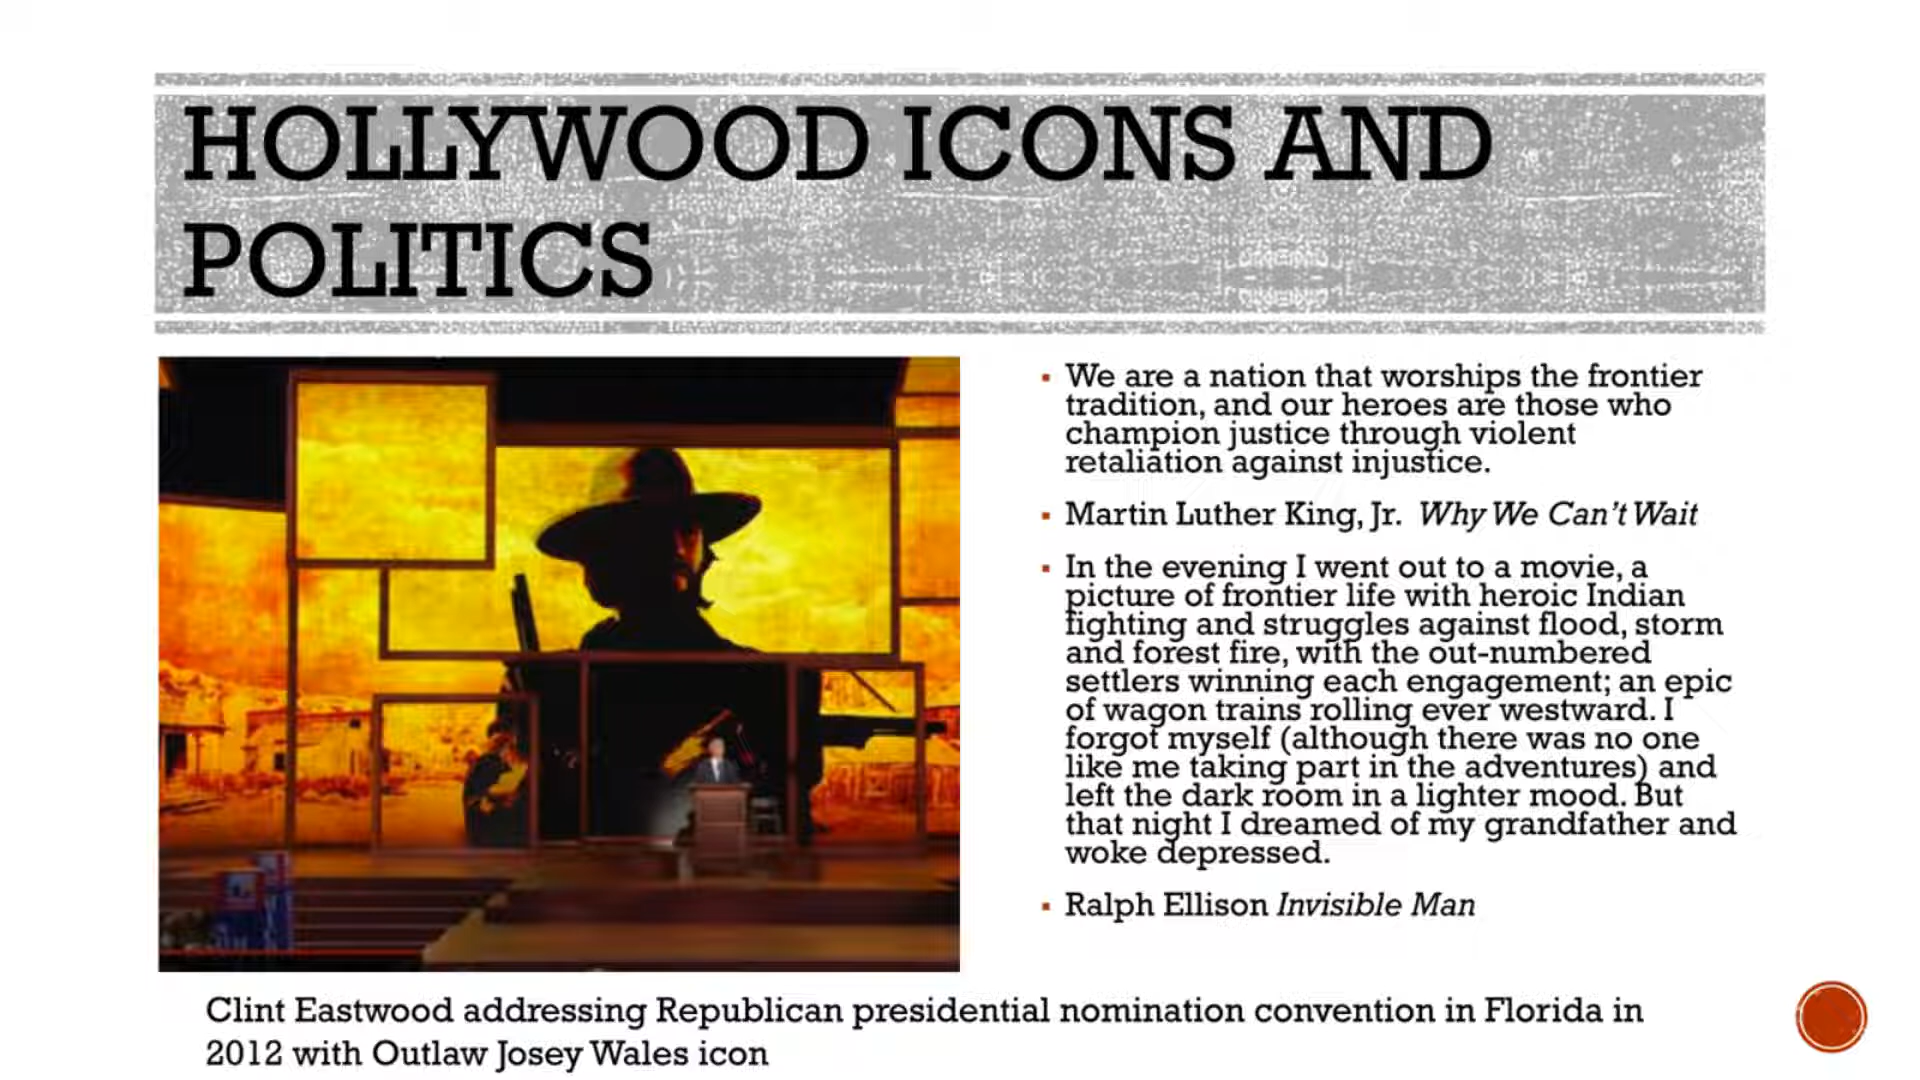 HOLLYWOOD ICONS AND
POLITICS
We are a nation that worships the frontier
tradition, and our heroes are those who
champion justice through violent
retaliation against injustice.
Martin Luther King, Jr. Why We Can't Wait
In the evening I went out to a movie, a
picture of frontier life with heroic Indian
fighting and struggles against flood, storm
and forest fire, with the out-numbered
settlers winning each engagement; an epic
of wagon trains rolling ever westward. I
forgot myself (although there was no one
like me taking part in the adventures) and
left the dark room in a lighter mood. But
that night I dreamed of my grandfather and
woke depressed.
Ralph Ellison Invisible Man
Clint Eastwood addressing Republican presidential nomination convention in Florida in
2012 with Outlaw Josey Wales icon